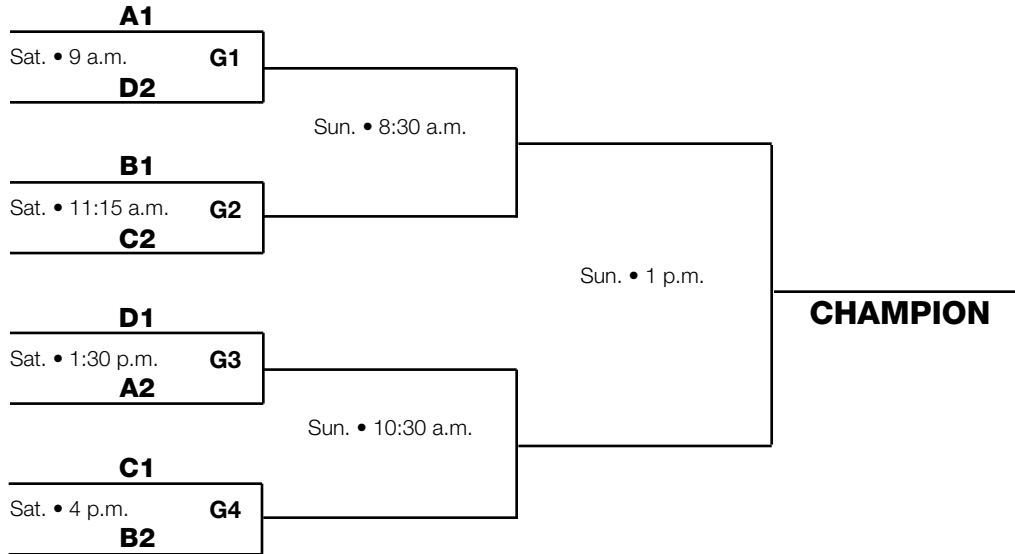 A1
Sat. • 9 a.m. G1
D2
Sun. • 8:30 a.m.
B1
Sat. • 11:15 a.m. G2
C2
Sun. • 1 p.m.
CHAMPION
D1
Sat. • 1:30 p.m. G3
A2
Sun. • 10:30 a.m.
C1
Sat. • 4 p.m. G4
B2